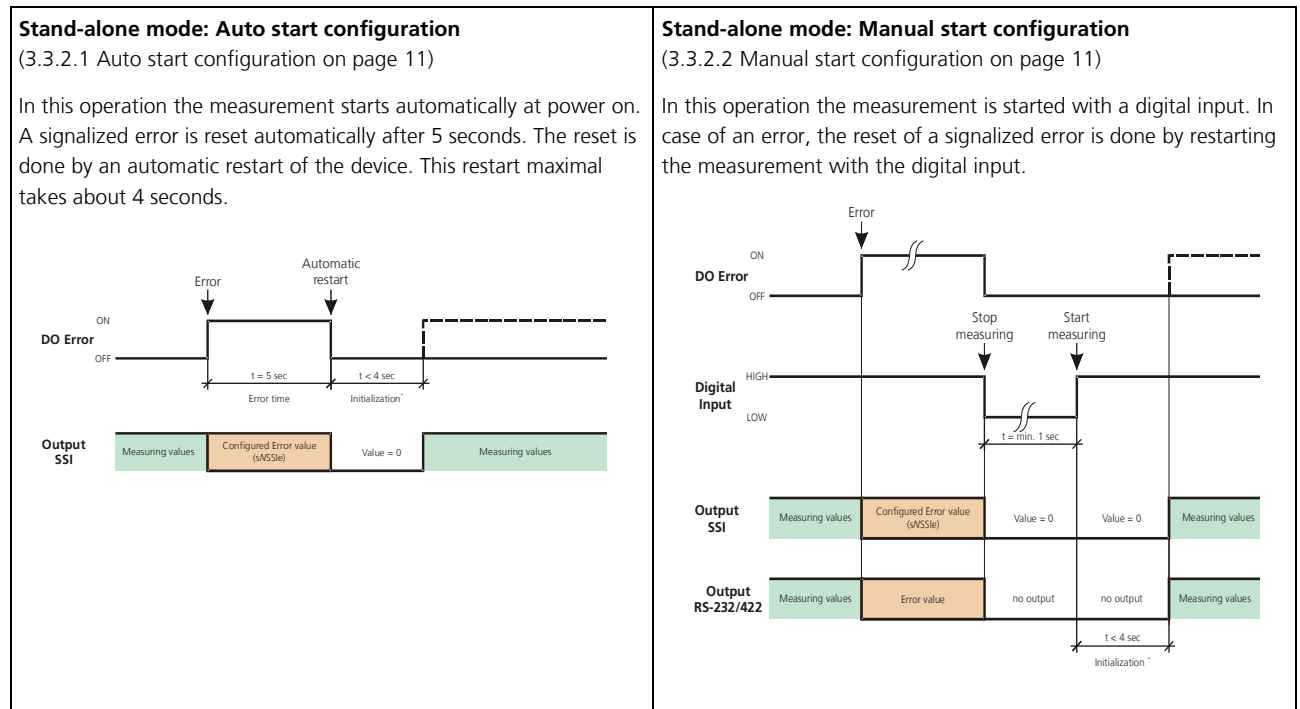 Stand-alone mode: Auto start configuration
(3.3.2.1 Auto start configuration on page 11)
In this operation the measurement starts automatically at power on.
A signalized error is reset automatically after 5 seconds. The reset is
done by an automatic restart of the device. This restart maximal
takes about 4 seconds.
Error
Automatic
restart
ON
DO Error
OFF
t = 5 sec
t < 4 sec
Error time
Initialization*
Output
SSI
Measuring values
Configured Error value
(sNSSIe)
Value = 0
Measuring values
Stand-alone mode: Manual start configuration
(3.3.2.2 Manual start configuration on page 11)
In this operation the measurement is started with a digital input. In
case of an error, the reset of a signalized error is done by restarting
the measurement with the digital input.
Error
ON
DO Error
OFF
Stop
measuring
Start
measuring
HIGH
Digital
Input
LOW
t = min. 1 sec
Output
SSI
Measuring values
Configured Error value
(sNSSIe)
Value = 0
Value = 0
Measuring values
Output
RS-232/422
Measuring values
Error value
no output
no output
Measuring values
t < 4 sec
Initialization *